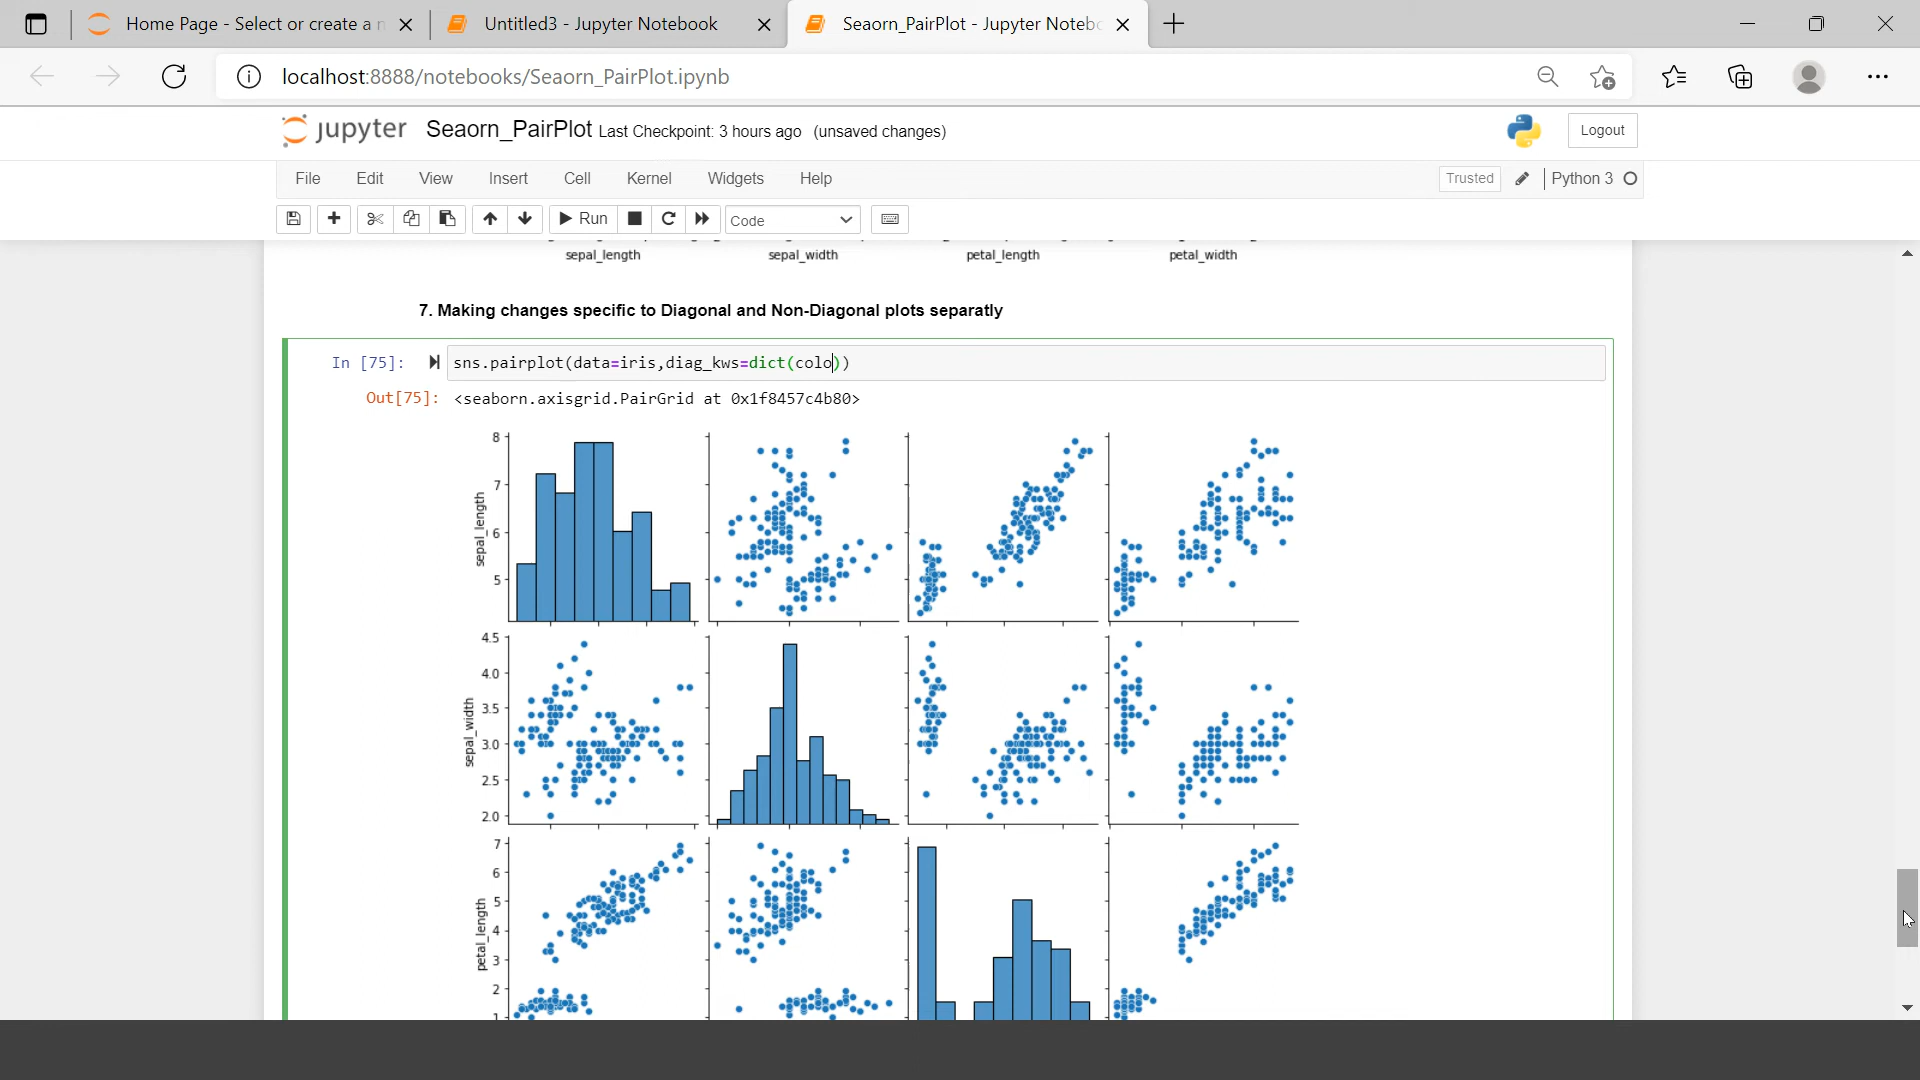 Home Page - Select or create a n
Untitled3 - Jupyter Notebook
Seaorn_PairPlot - Jupyter Notebo
localhost:8888/notebooks/Seaorn_PairPlot.ipynb
jupyter Seaorn_PairPlot Last Checkpoint: 3 hours ago (unsaved changes)
Logout
File Edit View Insert Cell Kernel Widgets Help
Trusted Python 3
Run Code
sepal_length sepal_width petal_length petal_width
7. Making changes specific to Diagonal and Non-Diagonal plots separatly
In [75]: sns.pairplot(data=iris,diag_kws=dict(colo))
Out[75]: <seaborn.axisgrid.PairGrid at 0x1f8457c4b80>
8
7
6
5
sepal_length
4.5
4.0
3.5
3.0
2.5
2.0
sepal_width
7
6
5
4
3
2
1
petal_length